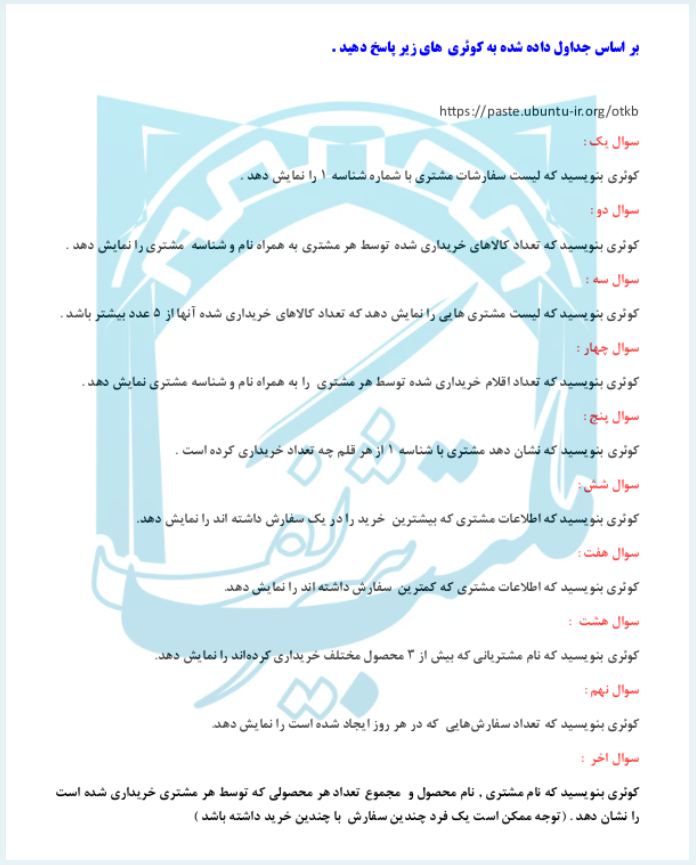 بر اساس جداول داده شده به کوئری های زیر پاسخ دهید .
https://paste.ubuntu-ir.org/otkb
سوال یک :
کوئری بنویسید که لیست سفارشات مشتری با شماره شناسه ۱ را نمایش دهد .
سوال دو :
کوئری بنویسید که تعداد کالاهای خریداری شده توسط هر مشتری به همراه نام و شناسه مشتری را نمایش دهد .
سوال سه :
کوئری بنویسید که لیست مشتری هایی را نمایش دهد که تعداد کالاهای خریداری شده آنها از ۵ عدد بیشتر باشد .
سوال چهار :
کوئری بنویسید که تعداد اقلام خریداری شده توسط هر مشتری را به همراه نام و شناسه مشتری نمایش دهد .
سوال پنج :
کوئری بنویسید که نشان دهد مشتری با شناسه ۱ از هر قلم چه تعداد خریداری کرده است .
سوال شش :
کوئری بنویسید که اطلاعات مشتری که بیشترین خرید را در یک سفارش داشته اند را نمایش دهد.
سوال هفت :
کوئری بنویسید که اطلاعات مشتری که کمترین سفارش داشته اند را نمایش دهد.
سوال هشت :
کوئری بنویسید که نام مشتریانی که بیش از ۳ محصول مختلف خریداری کرده‌اند را نمایش دهد.
سوال نهم :
کوئری بنویسید که تعداد سفارش‌هایی که در هر روز ایجاد شده است را نمایش دهد.
سوال اخر :
کوئری بنویسید که نام مشتری , نام محصول و مجموع تعداد هر محصولی که توسط هر مشتری خریداری شده است
را نشان دهد . ( توجه ممکن است یک فرد چندین سفارش با چندین خرید داشته باشد )